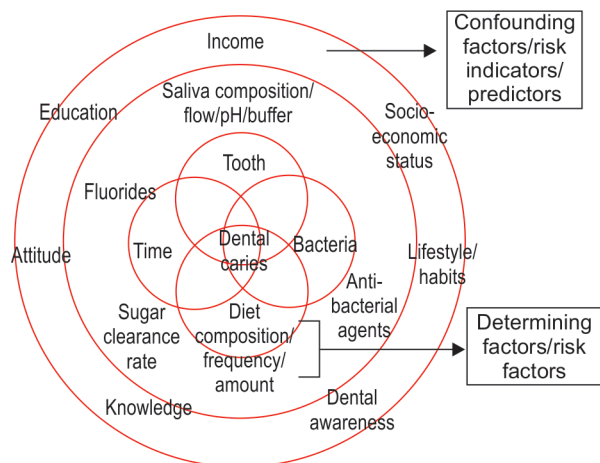 Income
Confounding
factors/risk
indicators/
predictors
Education
Saliva composition/
flow/pH/buffer
Socio-
economic
status
Tooth
Fluorides
Attitude
Time
Dental
caries
Bacteria
Lifestyle/
habits
Sugar
clearance
rate
Diet
composition/
frequency/
amount
Anti-
bacterial
agents
Determining
factors/risk
factors
Knowledge
Dental
awareness